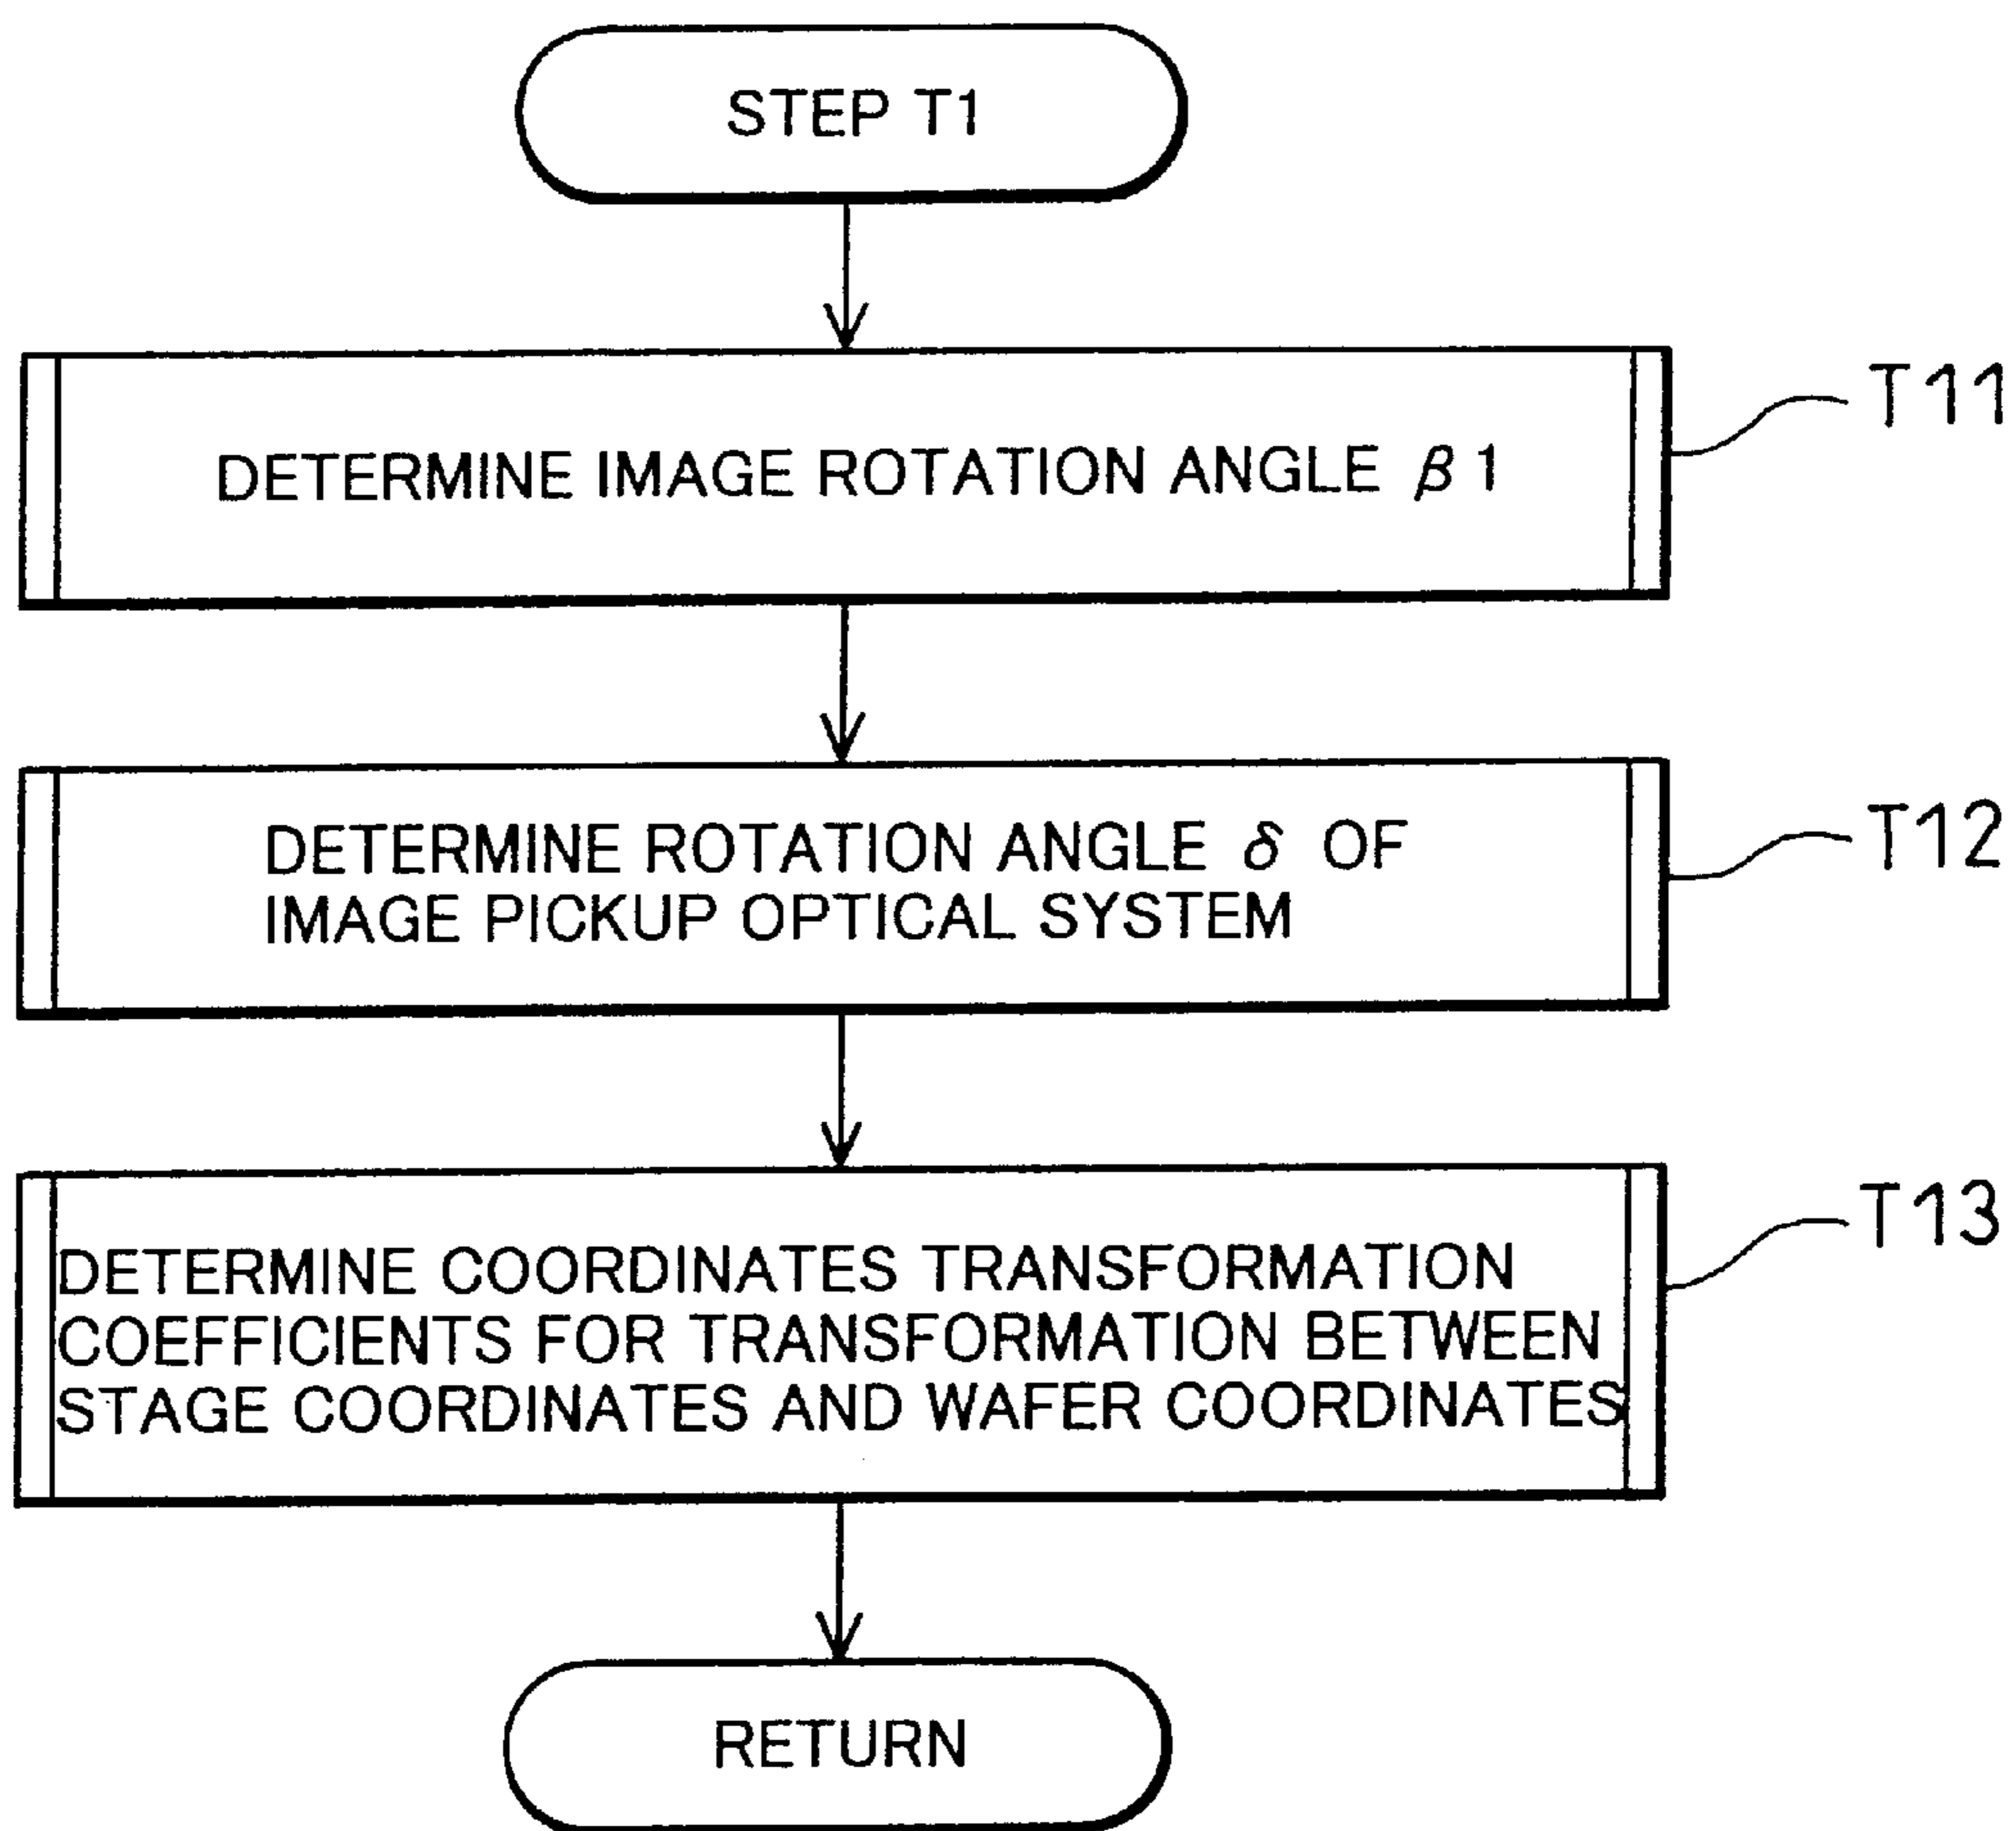 STEP T1
DETERMINE IMAGE ROTATION ANGLE β1
T11
DETERMINE ROTATION ANGLE δ OF
IMAGE PICKUP OPTICAL SYSTEM
T12
DETERMINE COORDINATES TRANSFORMATION
COEFFICIENTS FOR TRANSFORMATION BETWEEN
STAGE COORDINATES AND WAFER COORDINATES
T13
RETURN